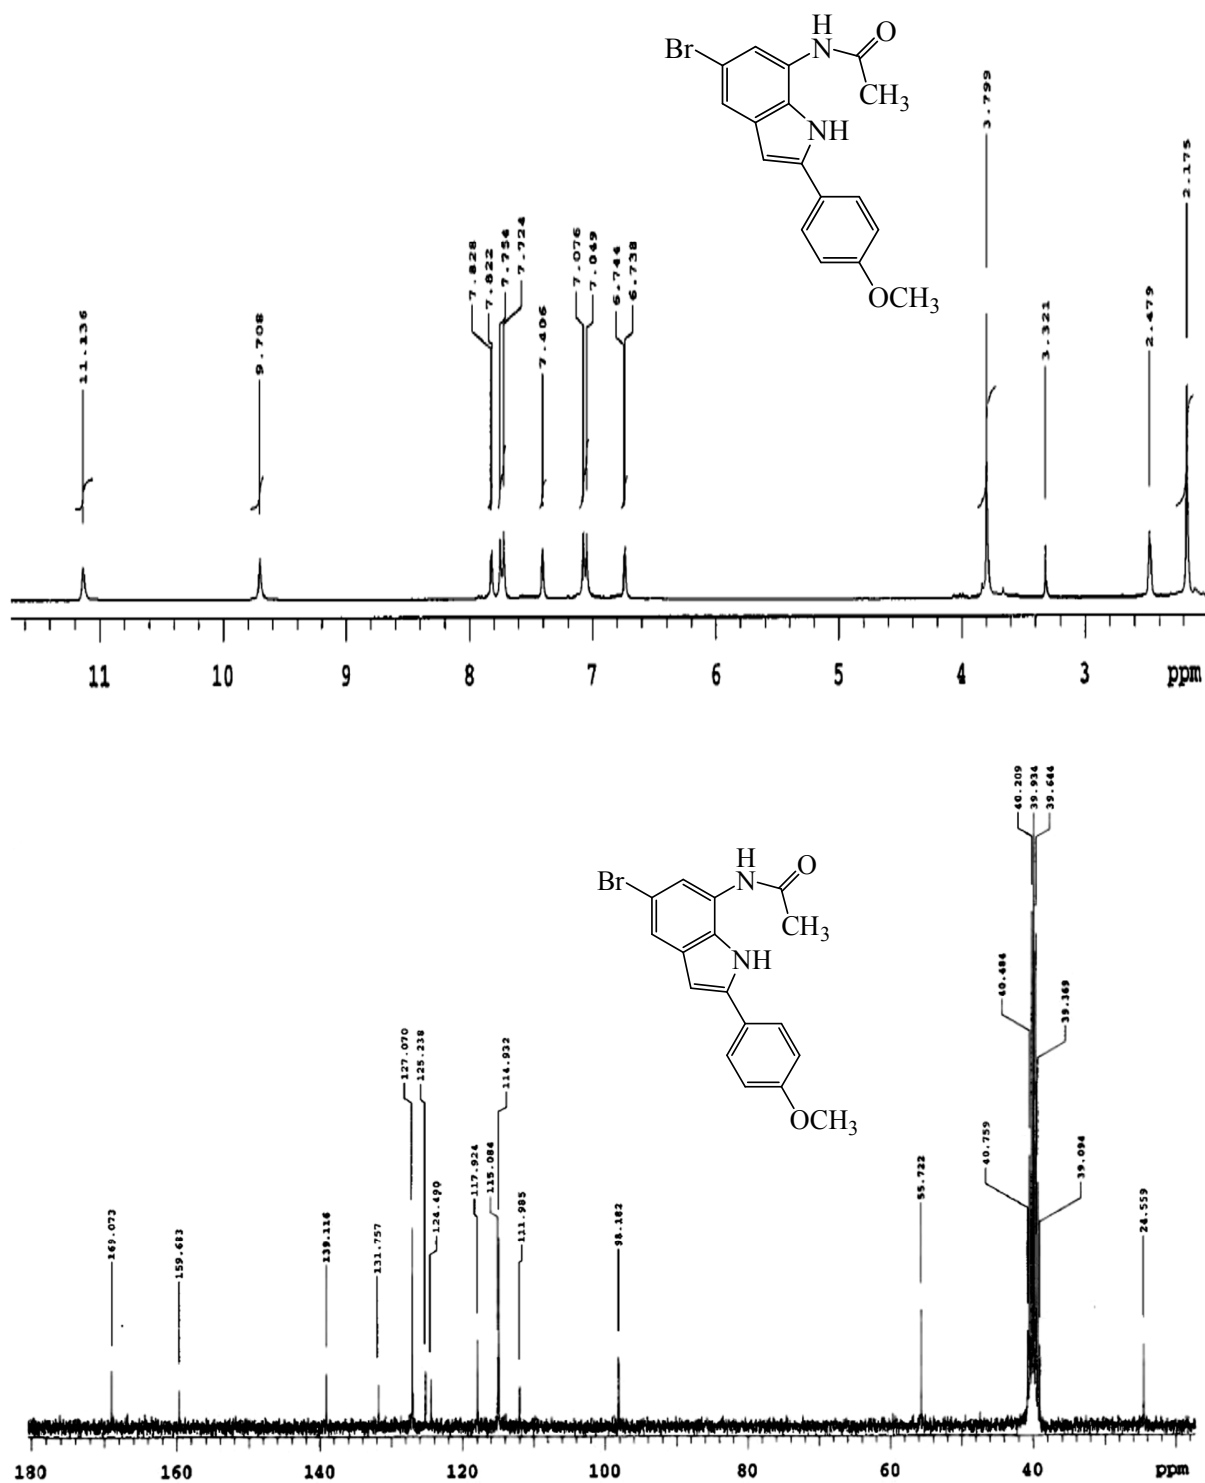 H
N
O
Br
CH3
NH
OCH3
11.136
9.708
7.828
7.822
7.754
7.724
7.406
7.076
7.049
6.744
6.738
3.799
3.321
2.479
2.175
11 10 9 8 7 6 5 4 3 ppm
H
N
O
Br
CH3
NH
OCH3
169.073
159.683
139.116
131.757
127.070
125.238
124.490
117.924
115.084
114.932
111.985
98.182
55.722
40.759
40.484
40.209
39.934
39.644
39.369
39.094
24.559
180 160 140 120 100 80 60 40 20 ppm